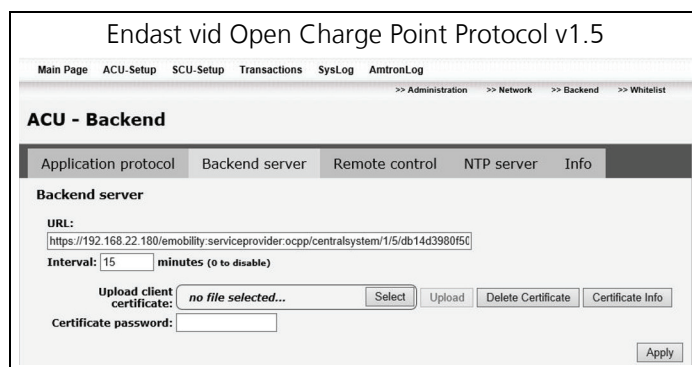 Endast vid Open Charge Point Protocol v1.5
Main Page ACU-Setup SCU-Setup Transactions SysLog AmtronLog
>> Administration >> Network >> Backend >> Whitelist
ACU - Backend
Application protocol Backend server Remote control NTP server Info
Backend server
URL:
https://192.168.22.180/emobility:serviceprovider:ocpp/centralsystem/1/5/db14d3980f50
Interval: 15 minutes (0 to disable)
Upload client certificate: no file selected... Select Upload Delete Certificate Certificate Info
Certificate password:
Apply